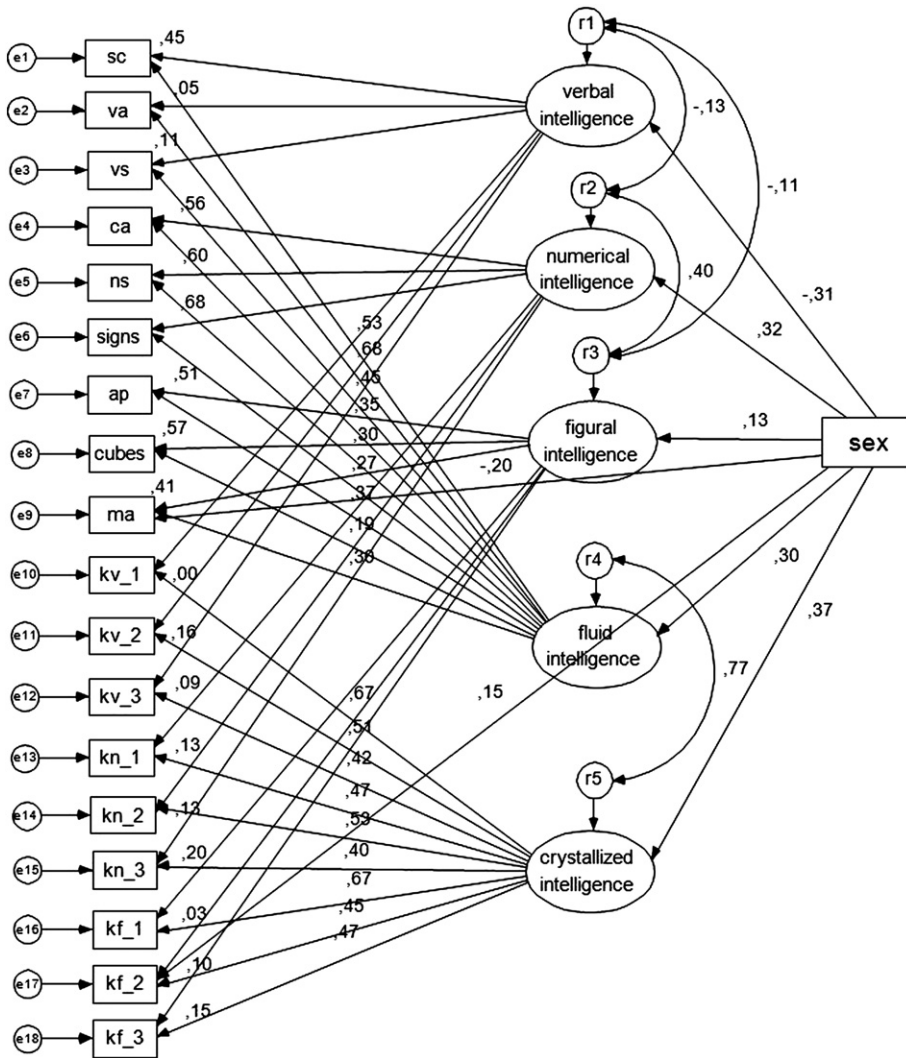 e1
sc
,45
e2
va
,05
e3
vs
,11
e4
ca
,56
e5
ns
,60
e6
signs
,68
e7
ap
,51
e8
cubes
,57
e9
ma
,41
e10
kv_1
,00
e11
kv_2
,16
e12
kv_3
,09
e13
kn_1
,13
e14
kn_2
,13
e15
kn_3
,20
e16
kf_1
,03
e17
kf_2
,10
e18
kf_3
,15
,53
,68
,45
,35
,30
,27
,37
,19
,30
,67
,51
,42
,47
,53
,40
,67
,45
,47
r1
verbal
intelligence
r2
numerical
intelligence
r3
figural
intelligence
r4
fluid
intelligence
r5
crystallized
intelligence
-,13
-,11
,40
-,31
,32
,13
-,20
,30
,37
,15
,77
sex